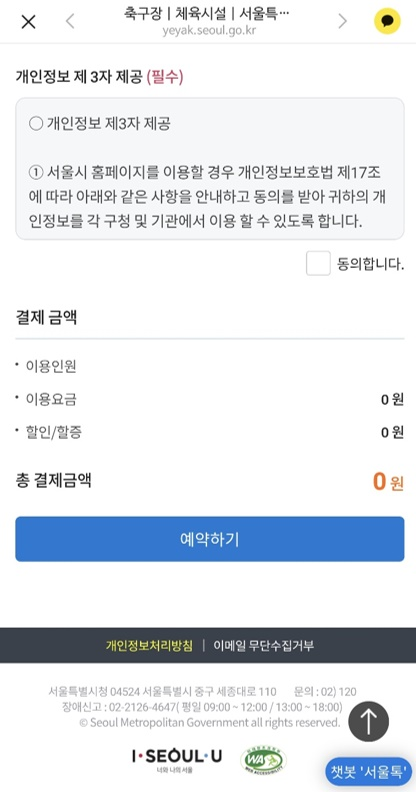 축구장 | 체육시설 | 서울특…
yeyak.seoul.go.kr
개인정보 제 3자 제공 (필수)
○ 개인정보 제3자 제공
① 서울시 홈페이지를 이용할 경우 개인정보보호법 제17조
에 따라 아래와 같은 사항을 안내하고 동의를 받아 귀하의 개
인정보를 각 구청 및 기관에서 이용 할 수 있도록 합니다.
동의합니다.
결제 금액
· 이용인원
· 이용요금 0 원
· 할인/할증 0 원
총 결제금액 0 원
예약하기
개인정보처리방침 | 이메일 무단수집거부
서울특별시청 04524 서울특별시 중구 세종대로 110 문의 : 02) 120
장애신고 : 02-2126-4647( 평일 09:00 ~ 12:00 / 13:00 ~ 18:00)
© Seoul Metropolitan Government all rights reserved.
I·SEOUL·U
너와 나의 서울
WA
WEB ACCESSIBILITY
챗봇 '서울톡'